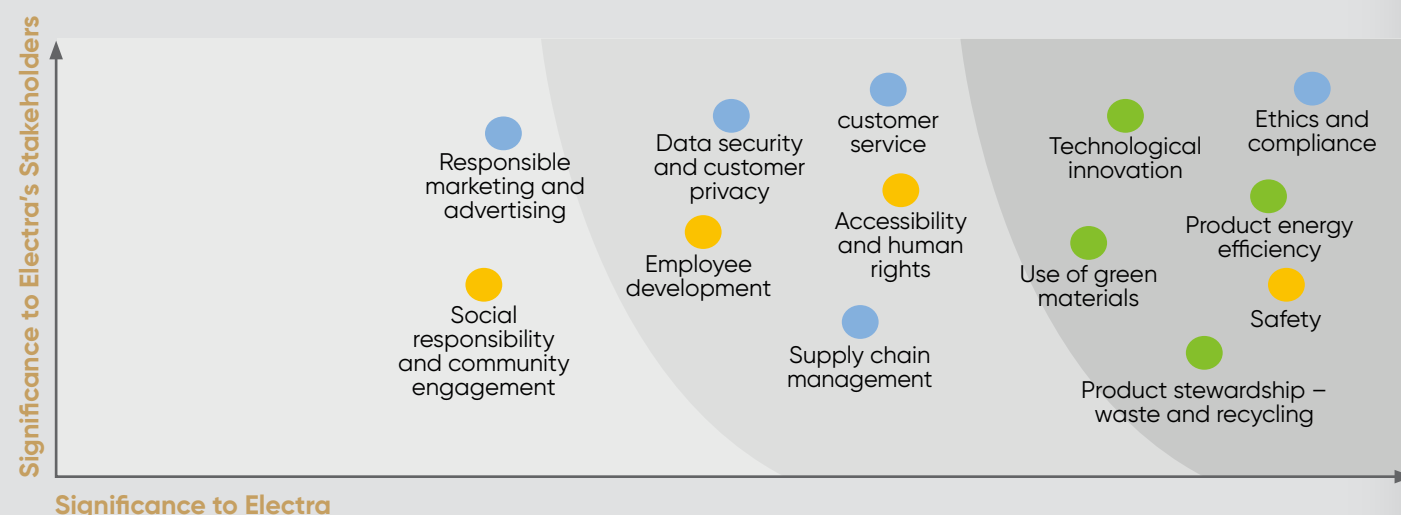 Significance to Electra's Stakeholders
Responsible
marketing and
advertising
Social
responsibility
and community
engagement
Data security
and customer
privacy
Employee
development
customer
service
Accessibility
and human
rights
Supply chain
management
Technological
innovation
Ethics and
compliance
Product energy
efficiency
Use of green
materials
Safety
Product stewardship –
waste and recycling
Significance to Electra